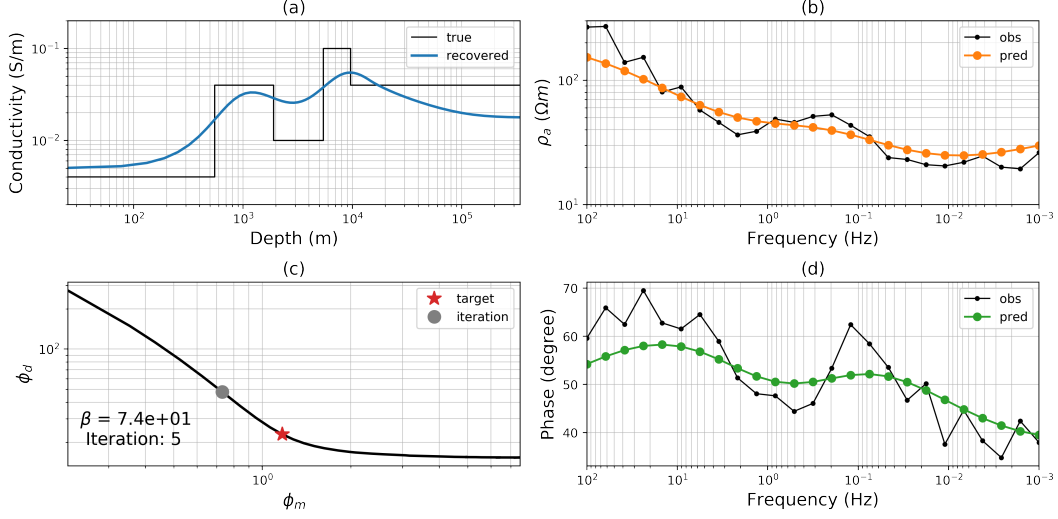 (a)
Conductivity (S/m)
10⁻¹
10⁻²
true
recovered
10²
10³
10⁴
10⁵
Depth (m)
(b)
ρₐ (Ωm)
10²
10¹
obs
pred
10²
10¹
10⁰
10⁻¹
10⁻²
10⁻³
Frequency (Hz)
(c)
ϕ_d
10²
target
iteration
β = 7.4e+01
Iteration: 5
10⁰
ϕₘ
(d)
Phase (degree)
70
60
50
40
obs
pred
10²
10¹
10⁰
10⁻¹
10⁻²
10⁻³
Frequency (Hz)